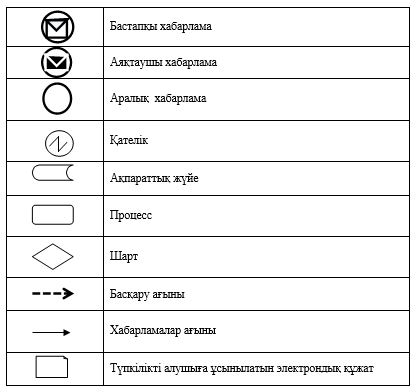 Бастапқы хабарлама
Аяқтаушы хабарлама
Аралық хабарлама
Қателік
Ақпараттық жүйе
Процесс
Шарт
Басқару ағыны
Хабарламалар ағыны
Түпкілікті алушыға ұсынылатын электрондық құжат